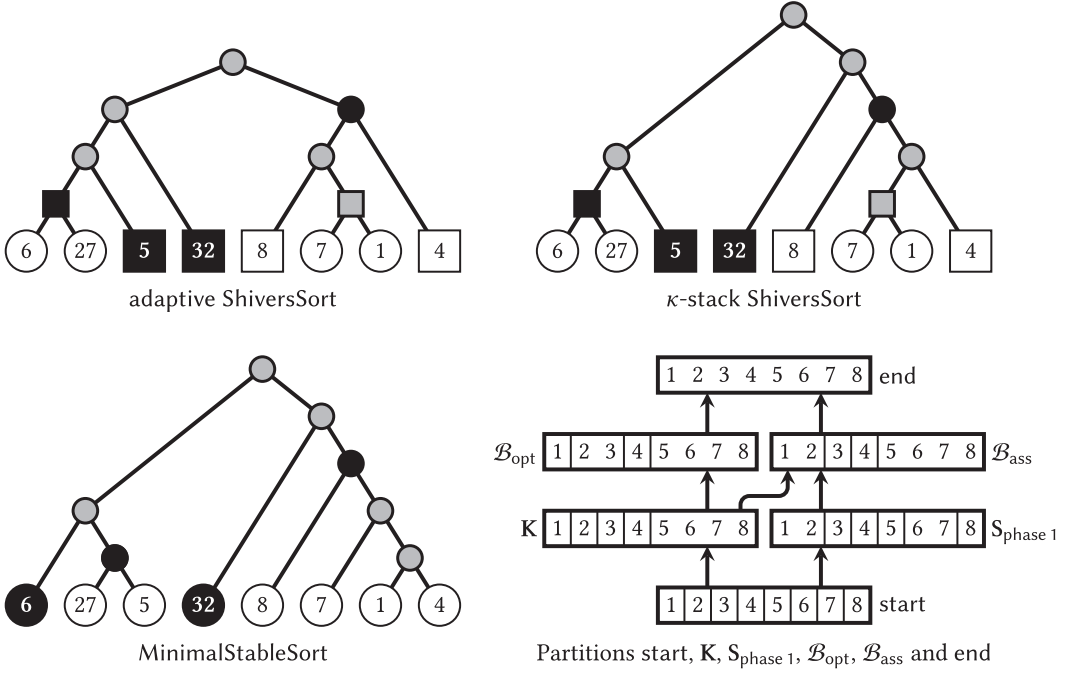 6 27 5 32 8 7 1 4
adaptive ShiversSort
6 27 5 32 8 7 1 4
κ-stack ShiversSort
6 27 5 32 8 7 1 4
MinimalStableSort
1 2 3 4 5 6 7 8 end
ℬopt 1 2 3 4 5 6 7 8
1 2 3 4 5 6 7 8 ℬass
K 1 2 3 4 5 6 7 8
1 2 3 4 5 6 7 8 Sphase 1
1 2 3 4 5 6 7 8 start
Partitions start, K, Sphase 1, ℬopt, ℬass and end